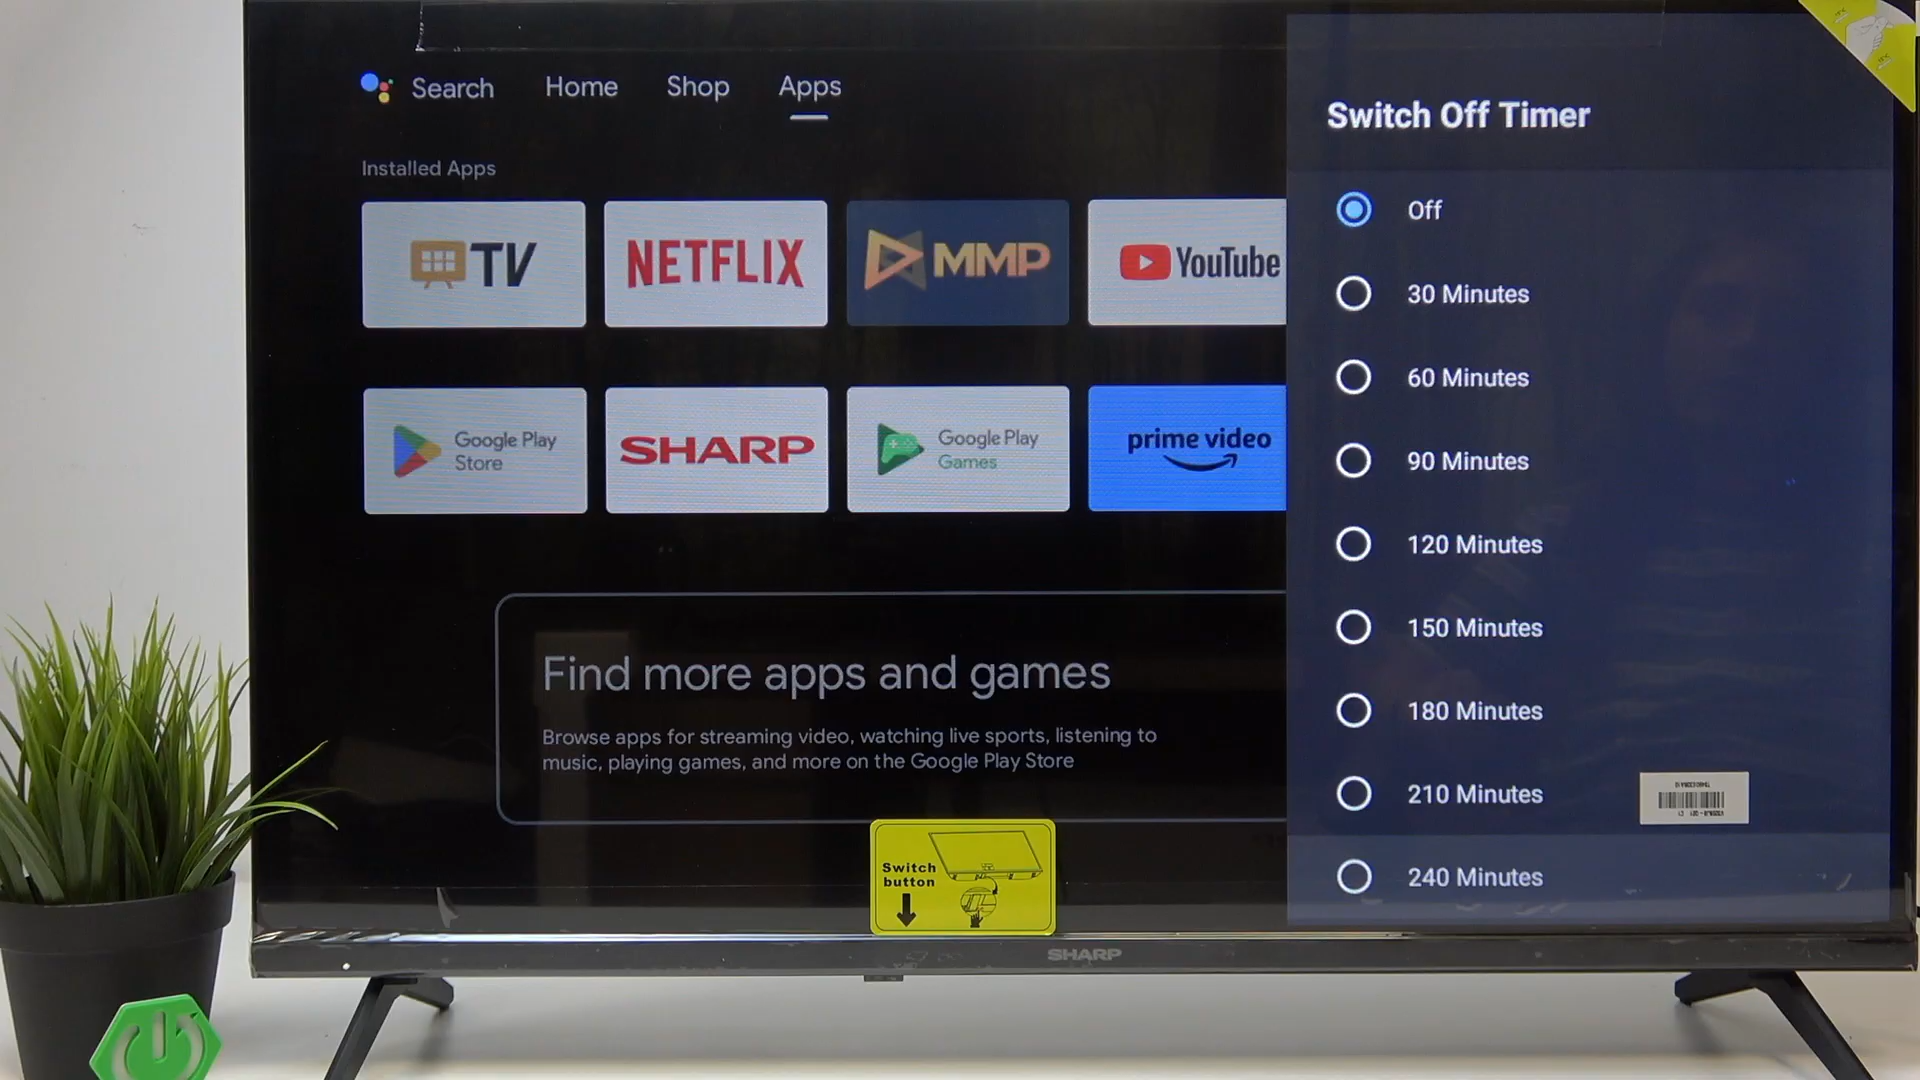 Search Home Shop Apps
Installed Apps
TV
NETFLIX
MMP
YouTube
Google Play
Store
SHARP
Google Play
Games
prime video
Find more apps and games
Browse apps for streaming video, watching live sports, listening to
music, playing games, and more on the Google Play Store
Switch Off Timer
Off
30 Minutes
60 Minutes
90 Minutes
120 Minutes
150 Minutes
180 Minutes
210 Minutes
240 Minutes
Switch
button
SHARP